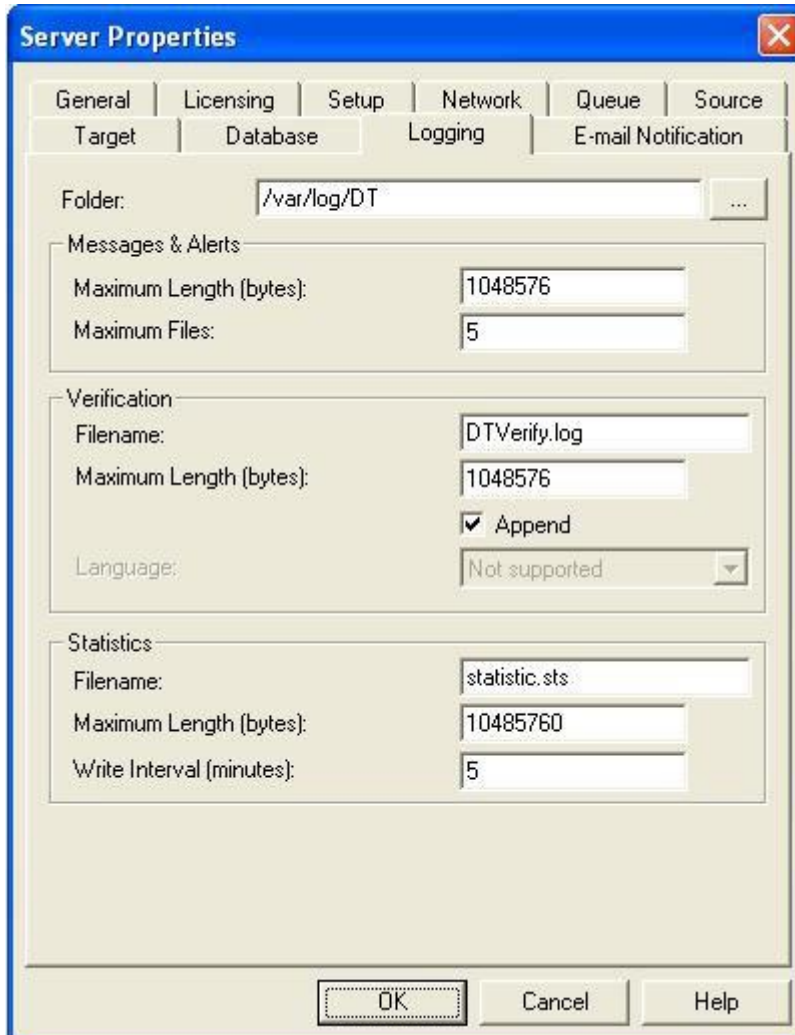 Server Properties
General Licensing Setup Network Queue Source
Target Database Logging E-mail Notification
Folder: /var/log/DT ...
Messages & Alerts
Maximum Length (bytes): 1048576
Maximum Files: 5
Verification
Filename: DTVerify.log
Maximum Length (bytes): 1048576
Append
Language: Not supported
Statistics
Filename: statistic.sts
Maximum Length (bytes): 10485760
Write Interval (minutes): 5
OK Cancel Help